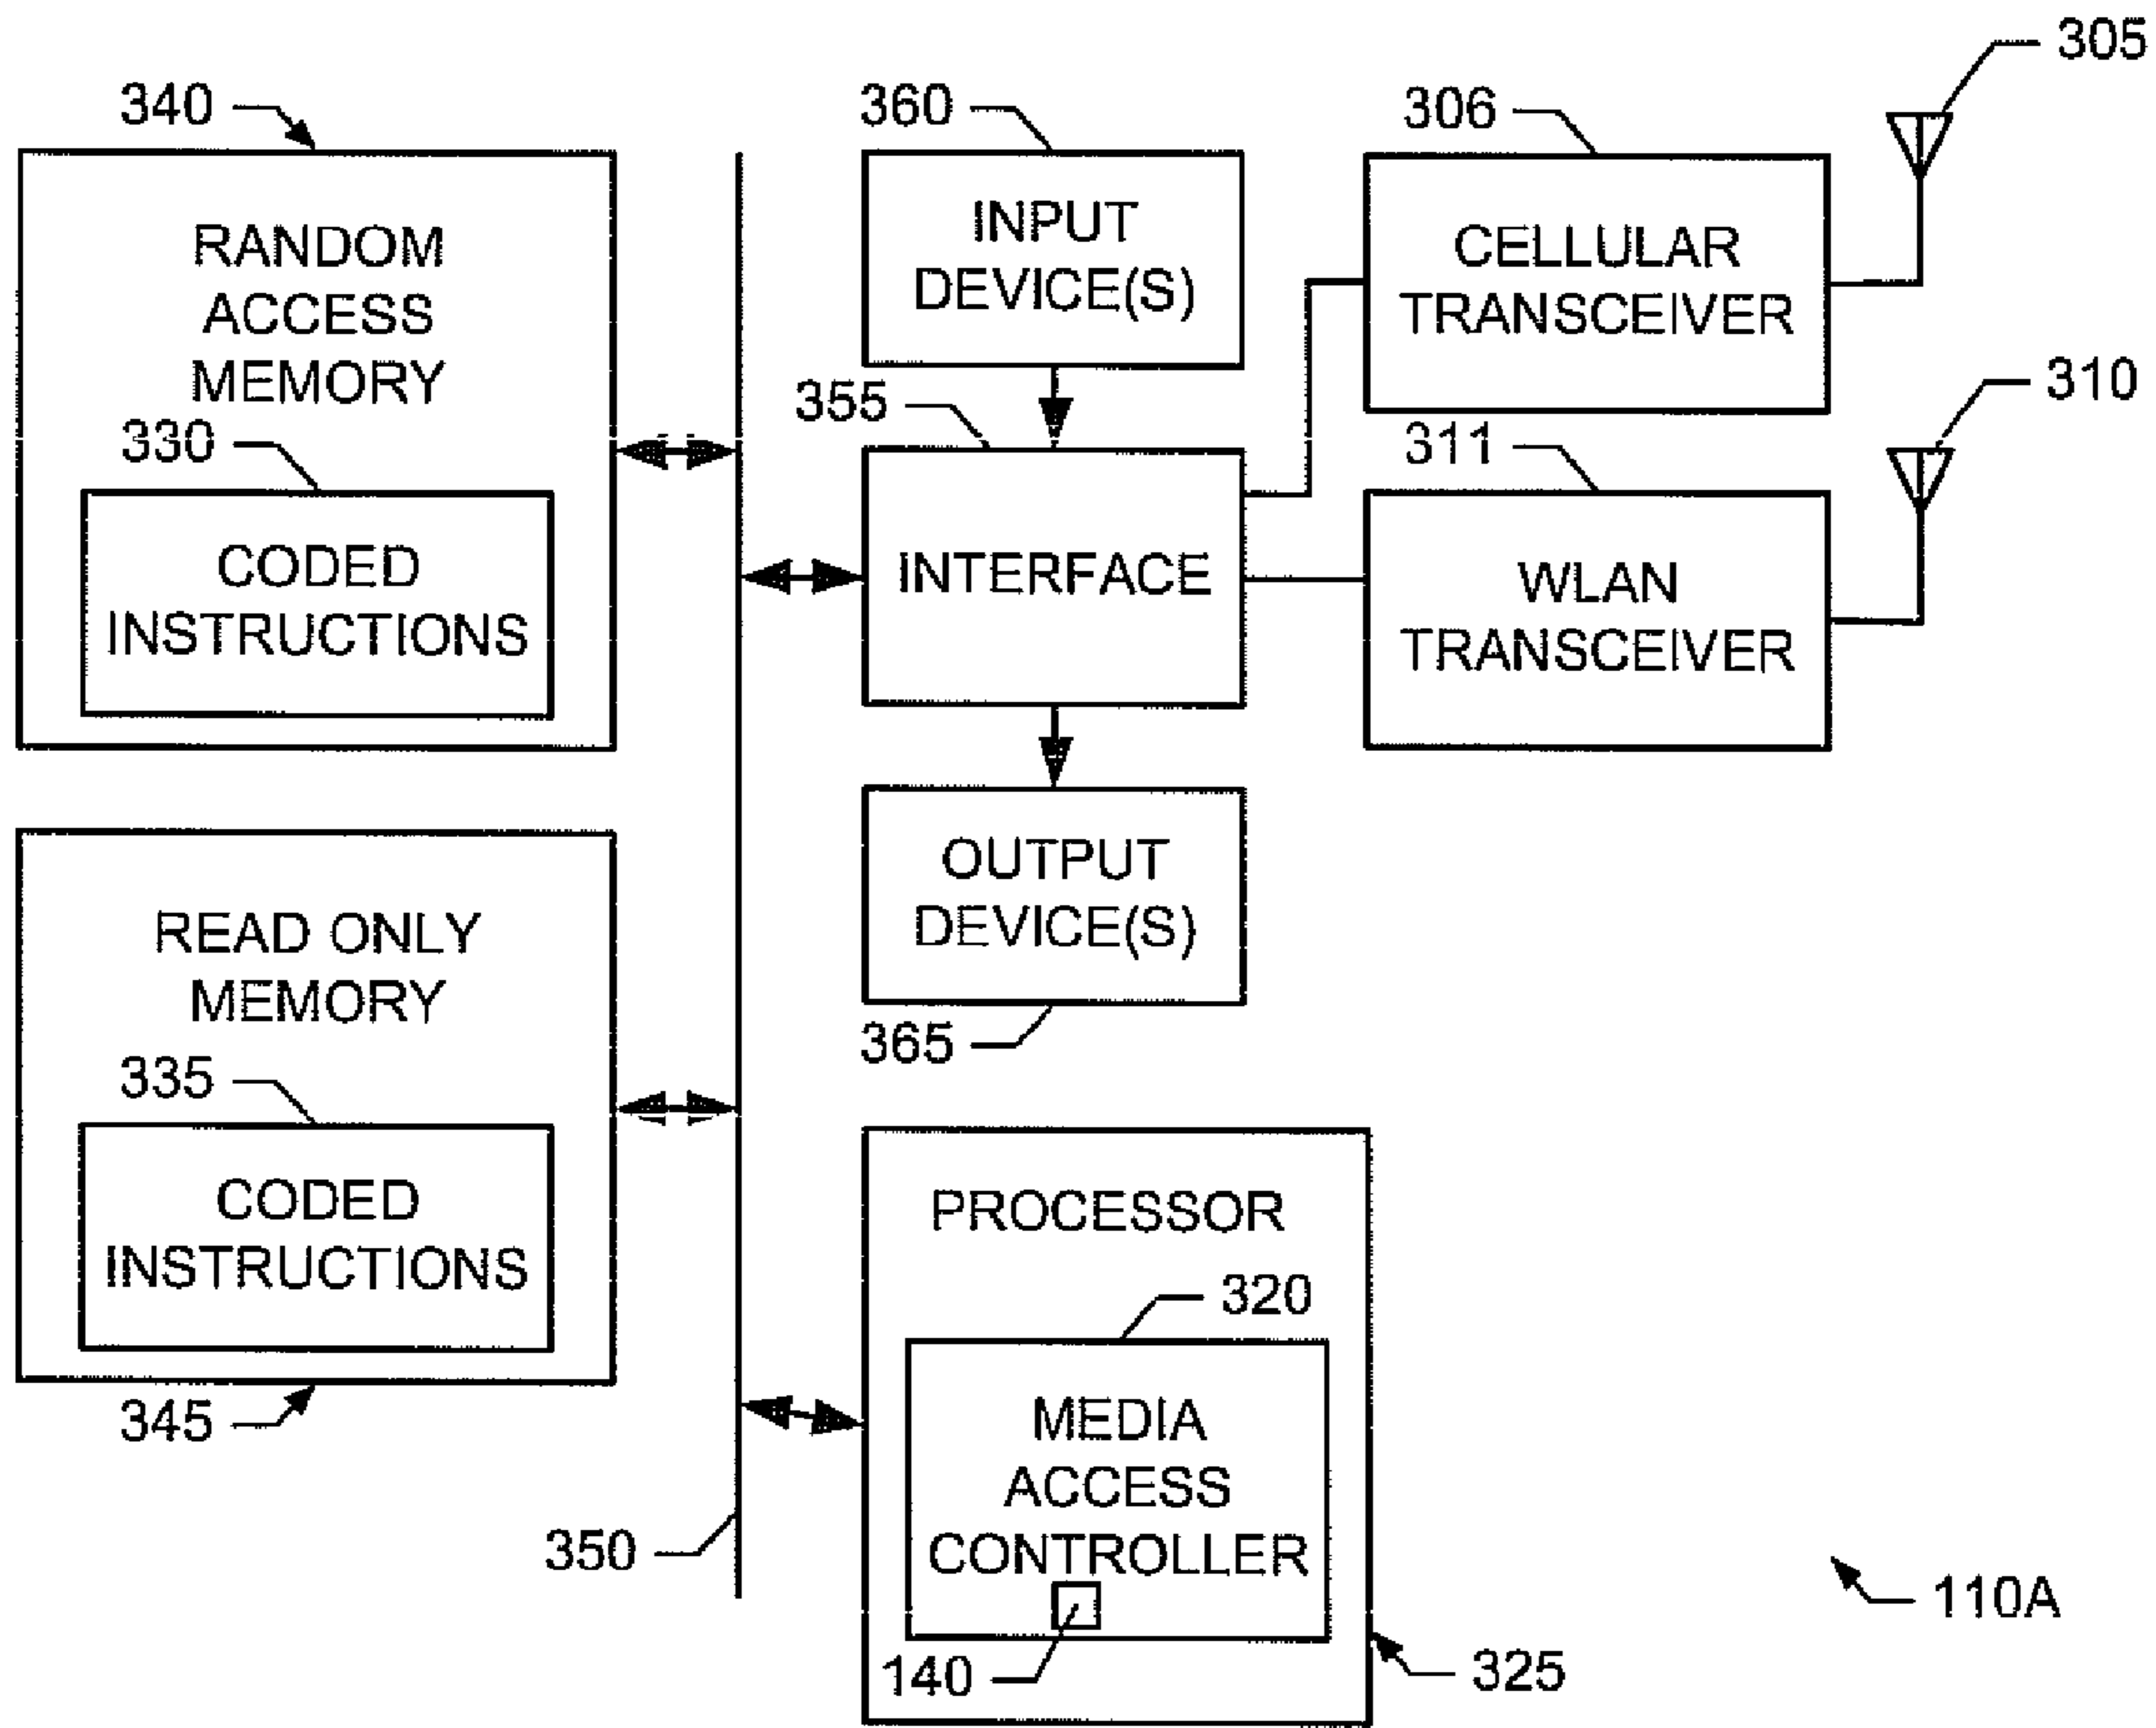 305
340
360
306
RANDOM
ACCESS
MEMORY
INPUT
DEVICE(S)
CELLULAR
TRANSCEIVER
310
355
330
311
CODED
INSTRUCTIONS
INTERFACE
WLAN
TRANSCEIVER
OUTPUT
DEVICE(S)
365
READ ONLY
MEMORY
335
CODED
INSTRUCTIONS
345
PROCESSOR
320
MEDIA
ACCESS
CONTROLLER
350
140
325
110A